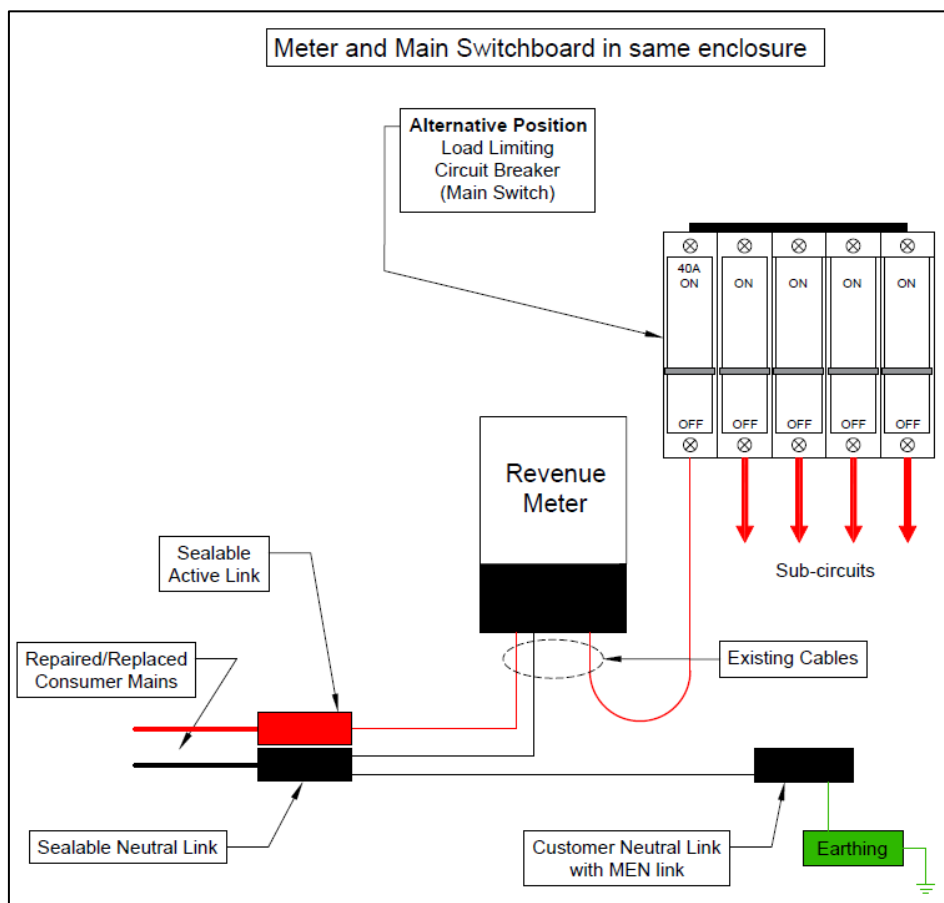 Meter and Main Switchboard in same enclosure
Alternative Position
Load Limiting
Circuit Breaker
(Main Switch)
40A
ON
ON
ON
ON
ON
OFF
OFF
OFF
OFF
OFF
Revenue
Meter
Sub-circuits
Sealable
Active Link
Repaired/Replaced
Consumer Mains
Existing Cables
Sealable Neutral Link
Customer Neutral Link
with MEN link
Earthing